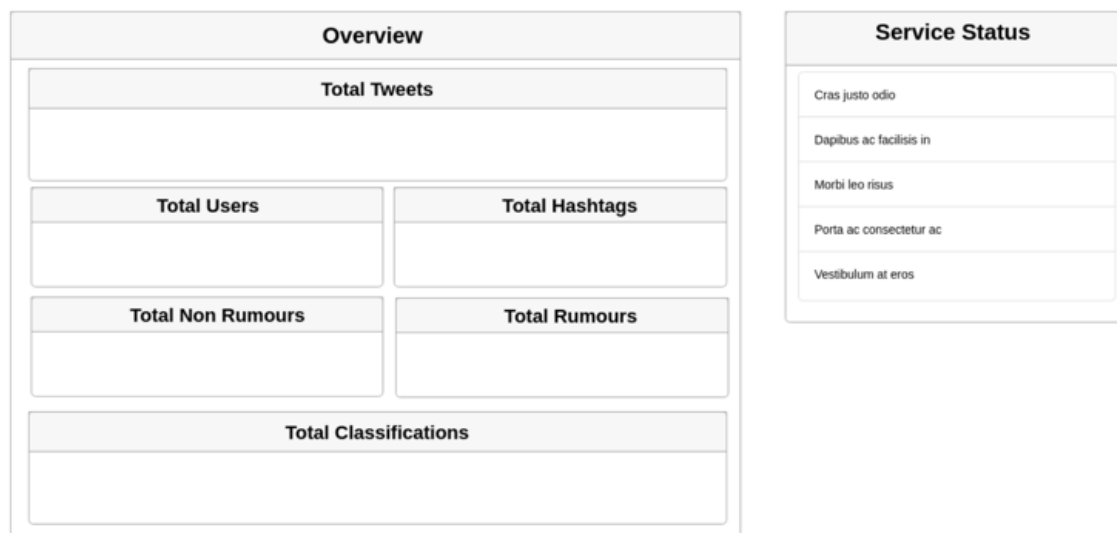 Overview
Total Tweets
Total Users
Total Hashtags
Total Non Rumours
Total Rumours
Total Classifications
Service Status
Cras justo odio
Dapibus ac facilisis in
Morbi leo risus
Porta ac consectetur ac
Vestibulum at eros